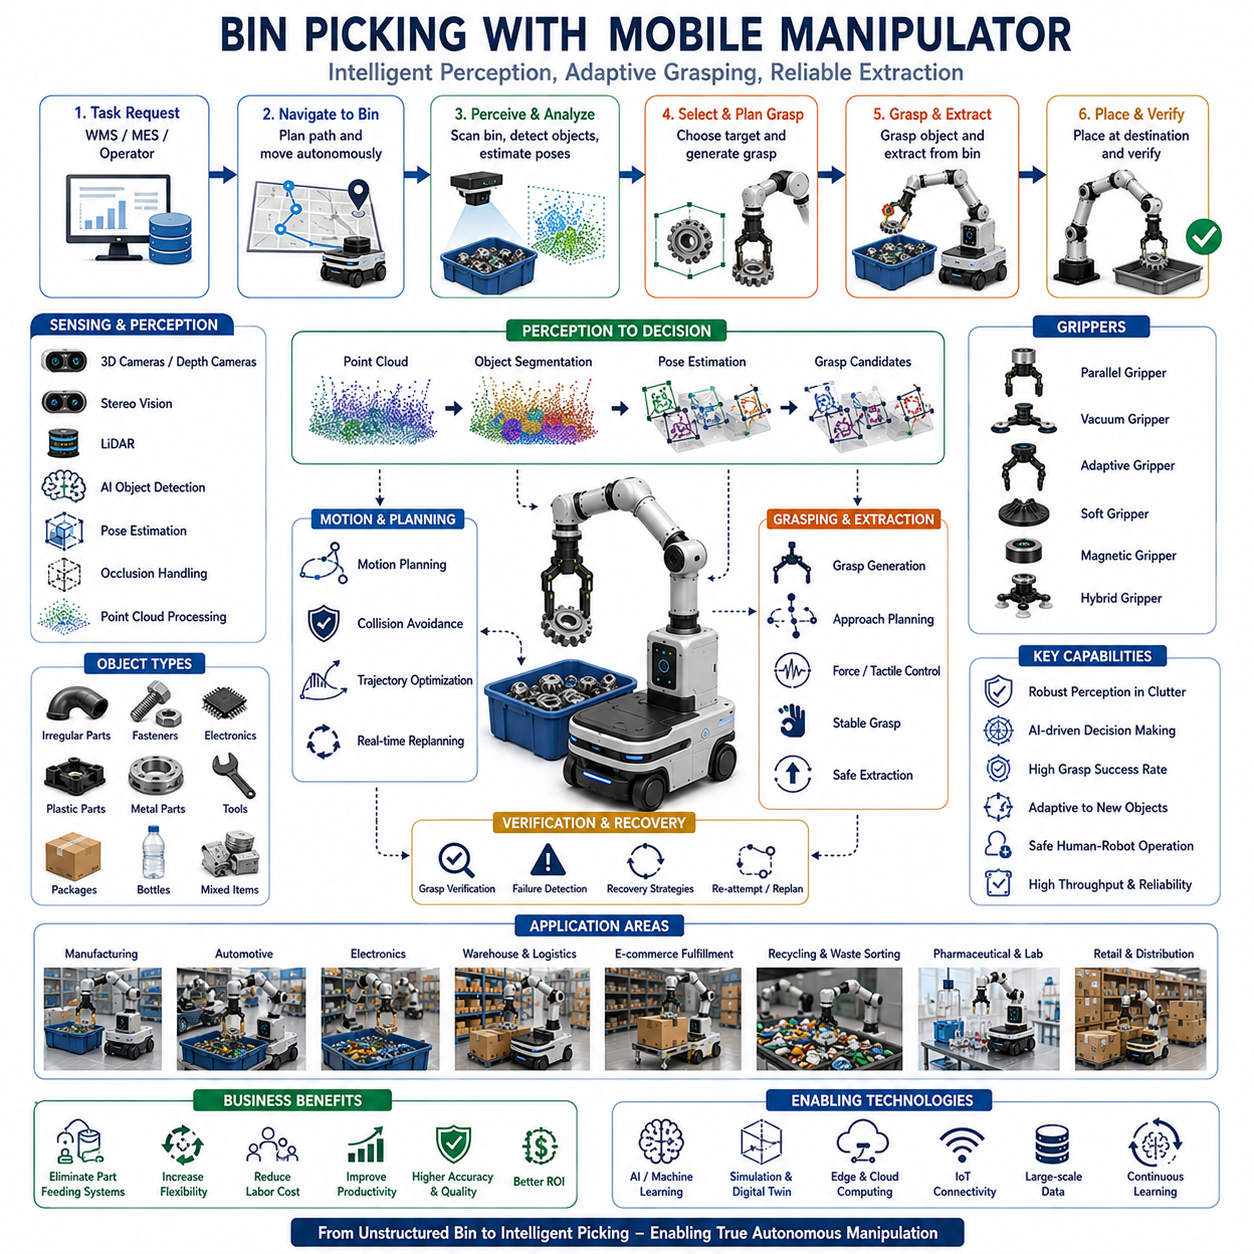 BIN PICKING WITH MOBILE MANIPULATOR
Intelligent Perception, Adaptive Grasping, Reliable Extraction
1. Task Request
WMS / MES /
Operator
2. Navigate to Bin
Plan path and
move autonomously
3. Perceive & Analyze
Scan bin, detect objects,
estimate poses
4. Select & Plan Grasp
Choose target and
generate grasp
5. Grasp & Extract
Grasp object and
extract from bin
6. Place & Verify
Place at destination
and verify
SENSING & PERCEPTION
3D Cameras / Depth Cameras
Stereo Vision
LiDAR
AI Object Detection
Pose Estimation
Occlusion Handling
Point Cloud Processing
PERCEPTION TO DECISION
Point Cloud
Object Segmentation
Pose Estimation
Grasp Candidates
GRIPPERS
Parallel Gripper
Vacuum Gripper
Adaptive Gripper
Soft Gripper
Magnetic Gripper
Hybrid Gripper
MOTION & PLANNING
Motion Planning
Collision Avoidance
Trajectory Optimization
Real-time Replanning
GRASPING & EXTRACTION
Grasp Generation
Approach Planning
Force / Tactile Control
Stable Grasp
Safe Extraction
OBJECT TYPES
Irregular Parts
Fasteners
Electronics
Plastic Parts
Metal Parts
Tools
Packages
Bottles
Mixed Items
KEY CAPABILITIES
Robust Perception in Clutter
AI-driven Decision Making
High Grasp Success Rate
Adaptive to New Objects
Safe Human-Robot Operation
High Throughput & Reliability
VERIFICATION & RECOVERY
Grasp Verification
Failure Detection
Recovery Strategies
Re-attempt / Replan
APPLICATION AREAS
Manufacturing
Automotive
Electronics
Warehouse & Logistics
E-commerce Fulfillment
Recycling & Waste Sorting
Pharmaceutical & Lab
Retail & Distribution
BUSINESS BENEFITS
Eliminate Part
Feeding Systems
Increase
Flexibility
Reduce
Labor Cost
Improve
Productivity
Higher Accuracy
& Quality
Better ROI
ENABLING TECHNOLOGIES
AI / Machine
Learning
Simulation &
Digital Twin
Edge & Cloud
Computing
IoT
Connectivity
Large-scale
Data
Continuous
Learning
From Unstructured Bin to Intelligent Picking – Enabling True Autonomous Manipulation